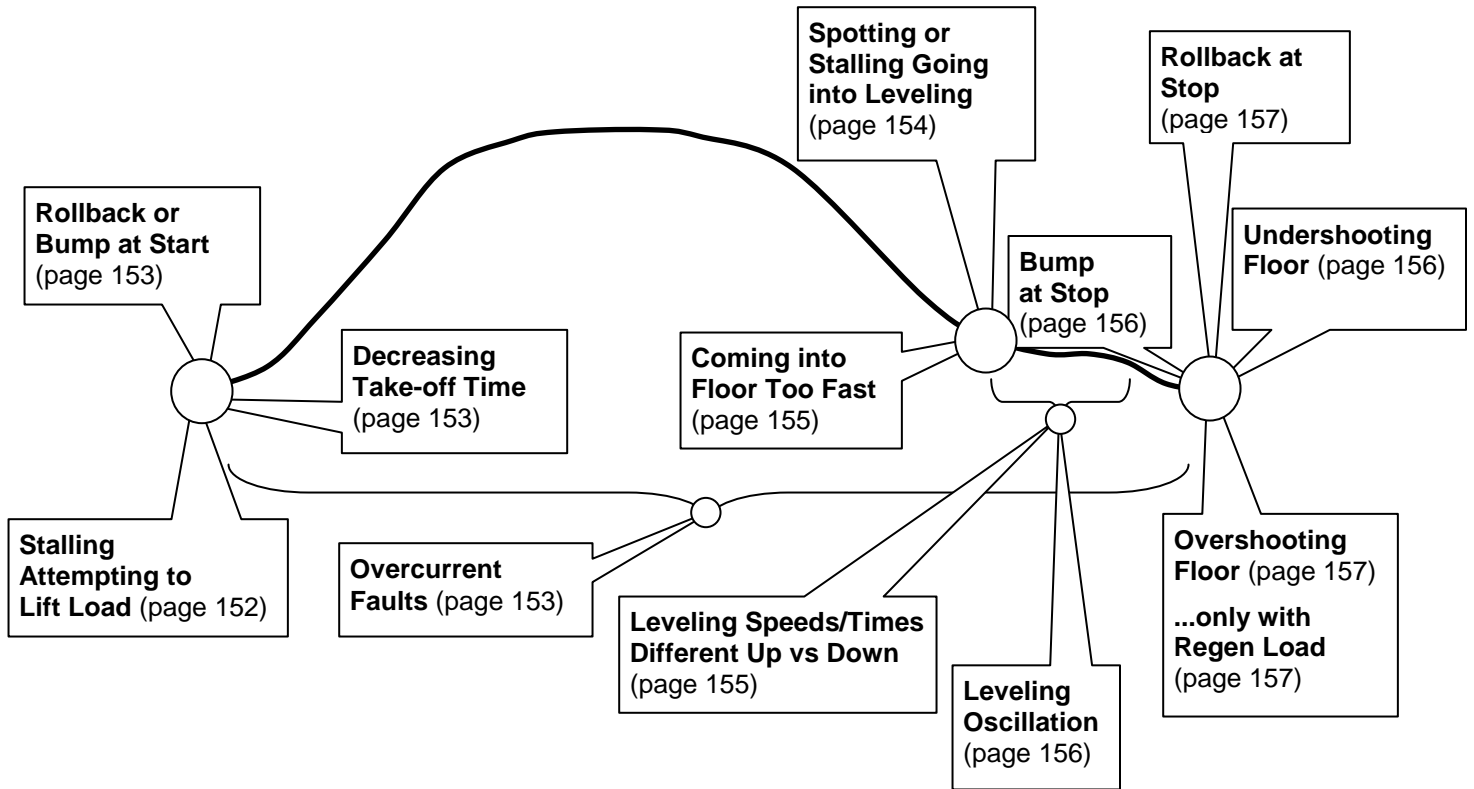 Spotting or
Stalling Going
into Leveling
(page 154)
Rollback at
Stop
(page 157)
Rollback or
Bump at Start
(page 153)
Undershooting
Floor (page 156)
Bump
at Stop
(page 156)
Decreasing
Take-off Time
(page 153)
Coming into
Floor Too Fast
(page 155)
Stalling
Attempting to
Lift Load (page 152)
Overcurrent
Faults (page 153)
Leveling Speeds/Times
Different Up vs Down
(page 155)
Leveling
Oscillation
(page 156)
Overshooting
Floor (page 157)
...only with
Regen Load
(page 157)